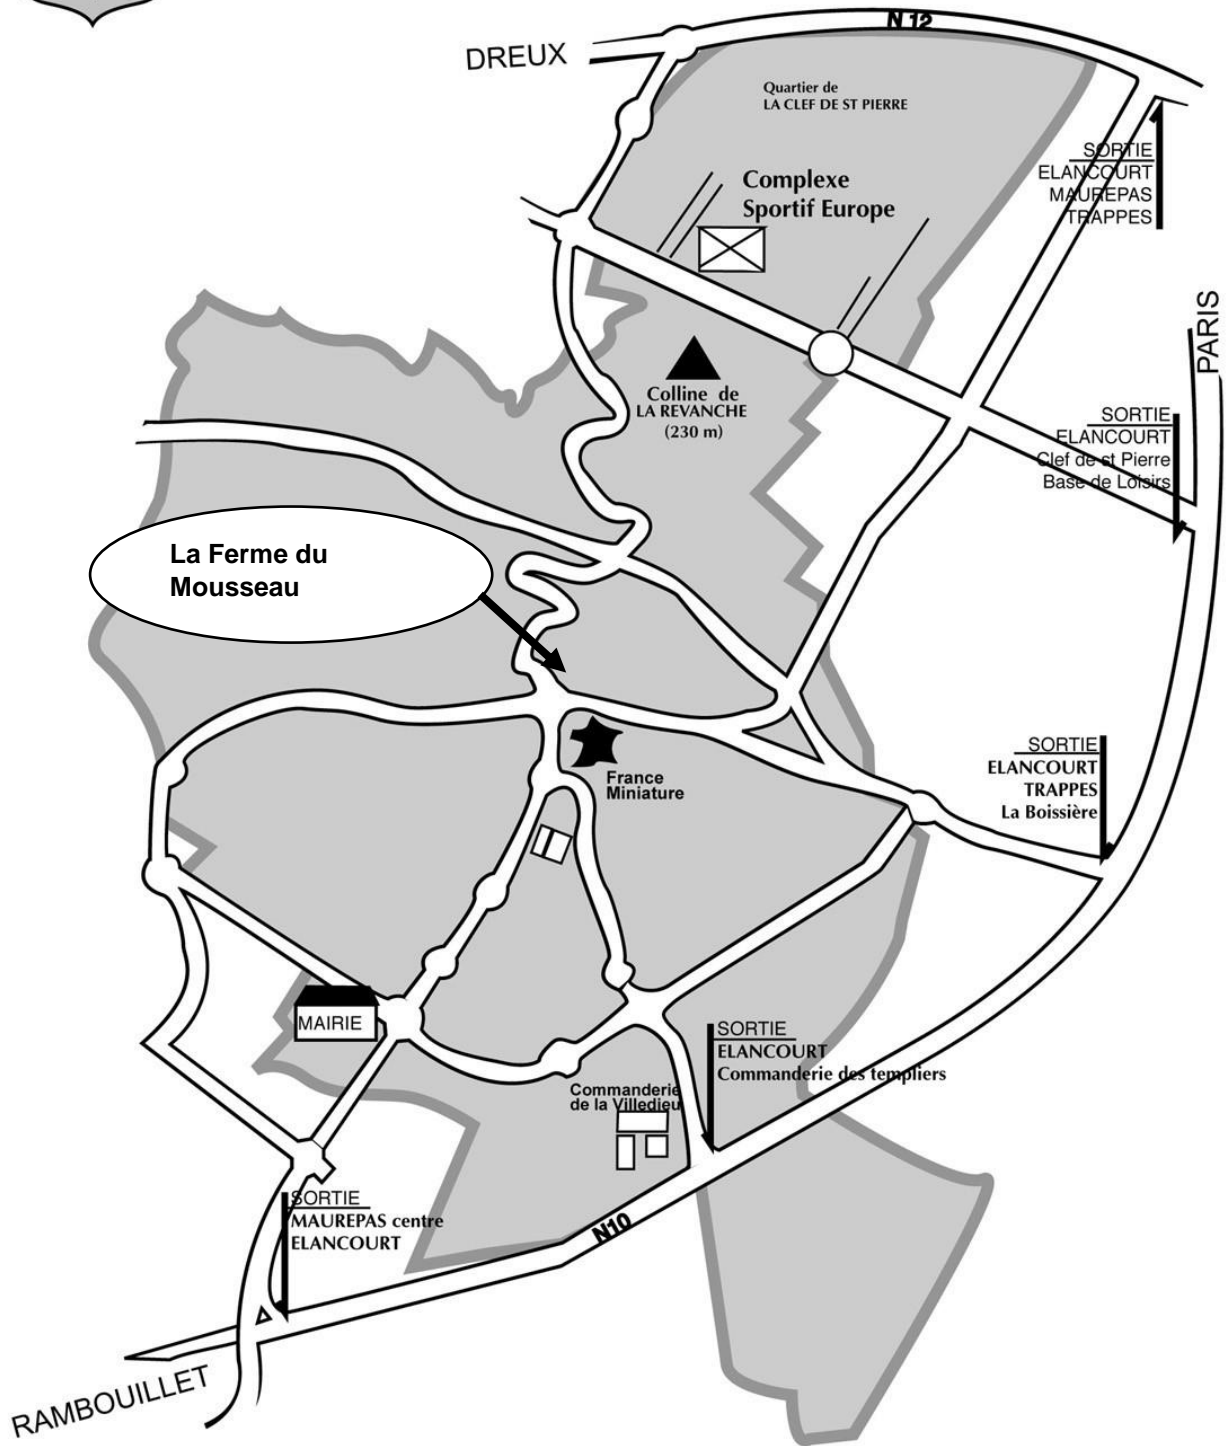 N 12
DREUX
Quartier de
LA CLEF DE ST PIERRE
SORTIE
ELANCOURT
MAUREPAS
TRAPPES
Complexe
Sportif Europe
PARIS
Colline de
LA REVANCHE
(230 m)
SORTIE
ELANCOURT
Clef de st Pierre
Base de Loisirs
La Ferme du
Mousseau
SORTIE
ELANCOURT
TRAPPES
La Boissière
France
Miniature
MAIRIE
SORTIE
ELANCOURT
Commanderie des templiers
Commanderie
de la Villedieu
SORTIE
MAUREPAS centre
ELANCOURT
N10
RAMBOUILLET